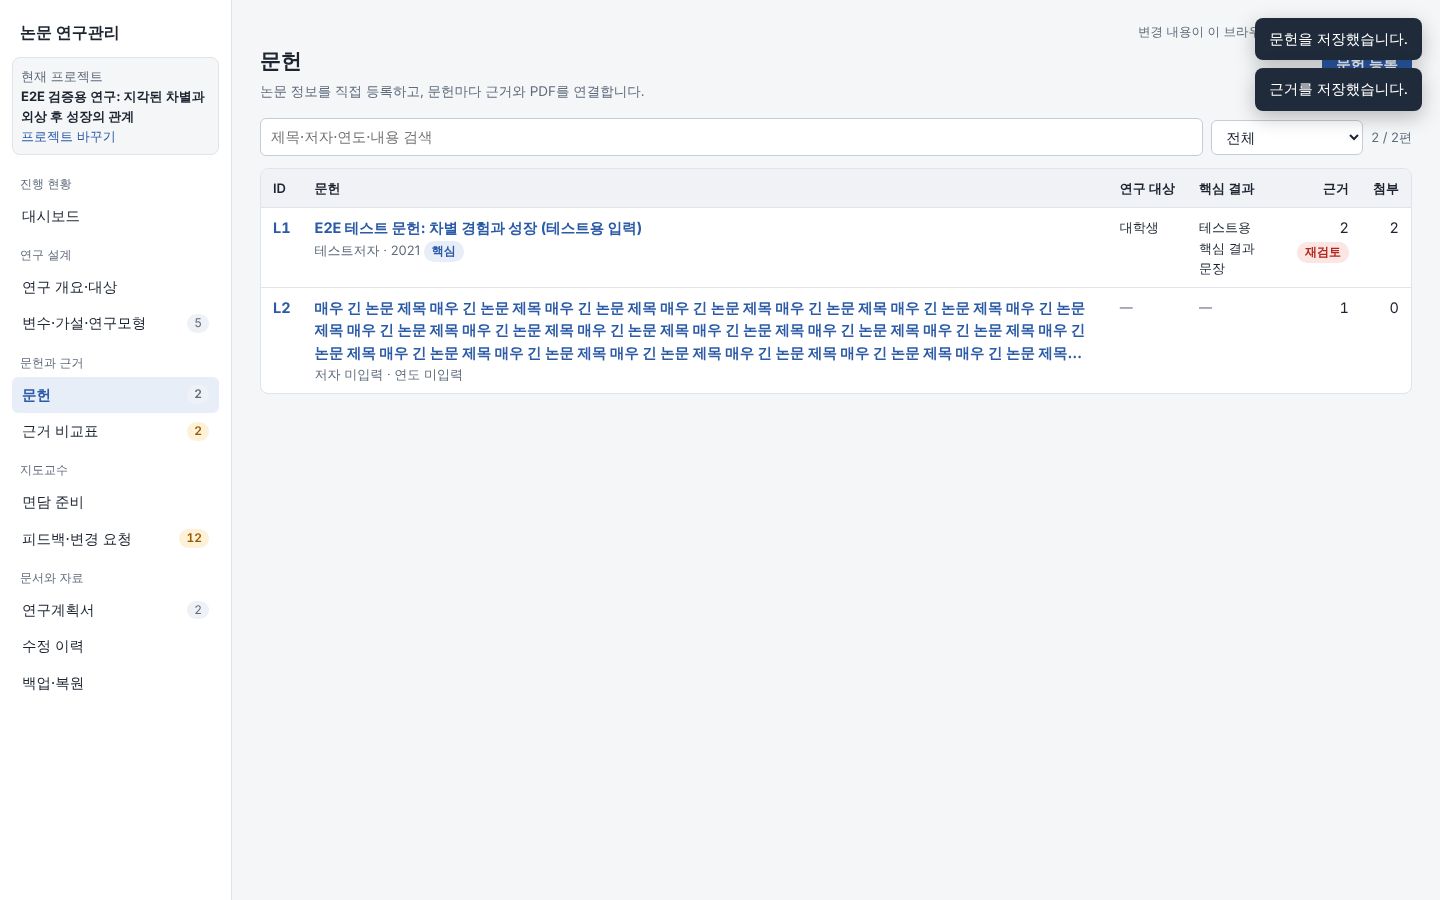 논문 연구관리
현재 프로젝트
E2E 검증용 연구: 지각된 차별과
외상 후 성장의 관계
프로젝트 바꾸기
진행 현황
대시보드
연구 설계
연구 개요·대상
변수·가설·연구모형 5
문헌과 근거
문헌 2
근거 비교표 2
지도교수
면담 준비
피드백·변경 요청 12
문서와 자료
연구계획서 2
수정 이력
백업·복원
변경 내용이 이 브라우
문헌을 저장했습니다.
문헌
문헌 등록
근거를 저장했습니다.
논문 정보를 직접 등록하고, 문헌마다 근거와 PDF를 연결합니다.
제목·저자·연도·내용 검색 전체 2 / 2편
ID 문헌 연구 대상 핵심 결과 근거 첨부
L1 E2E 테스트 문헌: 차별 경험과 성장 (테스트용 입력) 대학생 테스트용 2 2
테스트저자 · 2021 핵심 핵심 결과 재검토
문장
L2 매우 긴 논문 제목 매우 긴 논문 제목 매우 긴 논문 제목 매우 긴 논문 제목 매우 긴 논문 제목 매우 긴 논문 제목 매우 긴 논문 — — 1 0
제목 매우 긴 논문 제목 매우 긴 논문 제목 매우 긴 논문 제목 매우 긴 논문 제목 매우 긴 논문 제목 매우 긴 논문 제목 매우 긴
논문 제목 매우 긴 논문 제목 매우 긴 논문 제목 매우 긴 논문 제목 매우 긴 논문 제목 매우 긴 논문 제목 매우 긴 논문 제목...
저자 미입력 · 연도 미입력